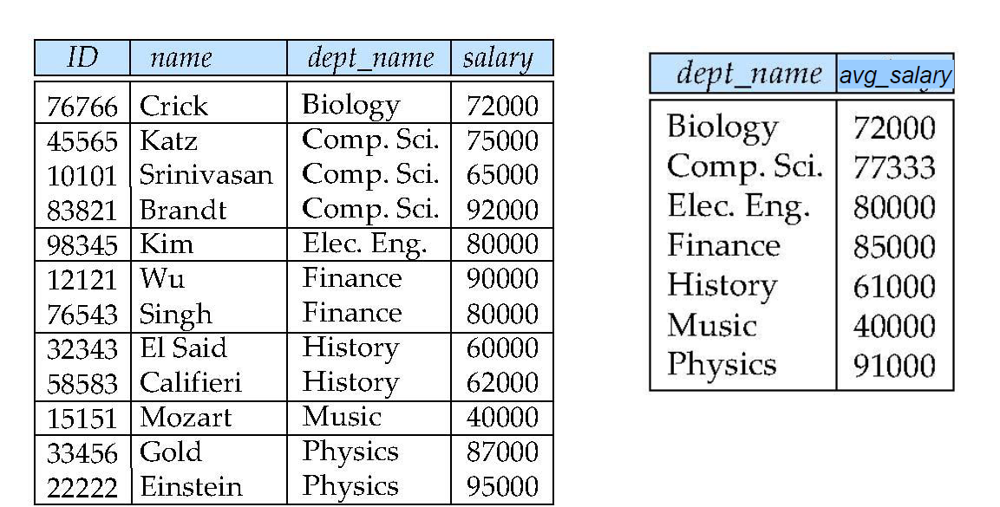 ID name dept_name salary
76766 Crick Biology 72000
45565 Katz Comp. Sci. 75000
10101 Srinivasan Comp. Sci. 65000
83821 Brandt Comp. Sci. 92000
98345 Kim Elec. Eng. 80000
12121 Wu Finance 90000
76543 Singh Finance 80000
32343 El Said History 60000
58583 Califieri History 62000
15151 Mozart Music 40000
33456 Gold Physics 87000
22222 Einstein Physics 95000
dept_name avg_salary
Biology 72000
Comp. Sci. 77333
Elec. Eng. 80000
Finance 85000
History 61000
Music 40000
Physics 91000